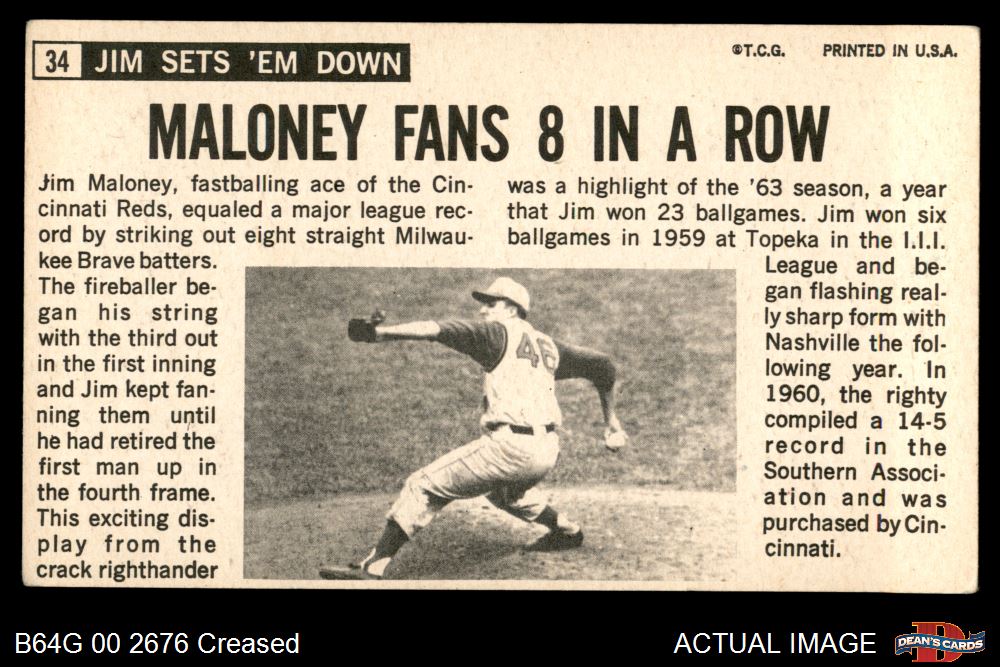 34 JIM SETS 'EM DOWN
©T.C.G. PRINTED IN U.S.A.
MALONEY FANS 8 IN A ROW
Jim Maloney, fastballing ace of the Cin-
cinnati Reds, equaled a major league rec-
ord by striking out eight straight Milwau-
kee Brave batters.
The fireballer be-
gan his string
with the third out
in the first inning
and Jim kept fan-
ning them until
he had retired the
first man up in
the fourth frame.
This exciting dis-
play from the
crack righthander
was a highlight of the '63 season, a year
that Jim won 23 ballgames. Jim won six
ballgames in 1959 at Topeka in the I.I.I.
League and be-
gan flashing real-
ly sharp form with
Nashville the fol-
lowing year. In
1960, the righty
compiled a 14-5
record in the
Southern Associ-
ation and was
purchased by Cin-
cinnati.
46
B64G 00 2676 Creased
ACTUAL IMAGE
D
DEAN'S CARDS